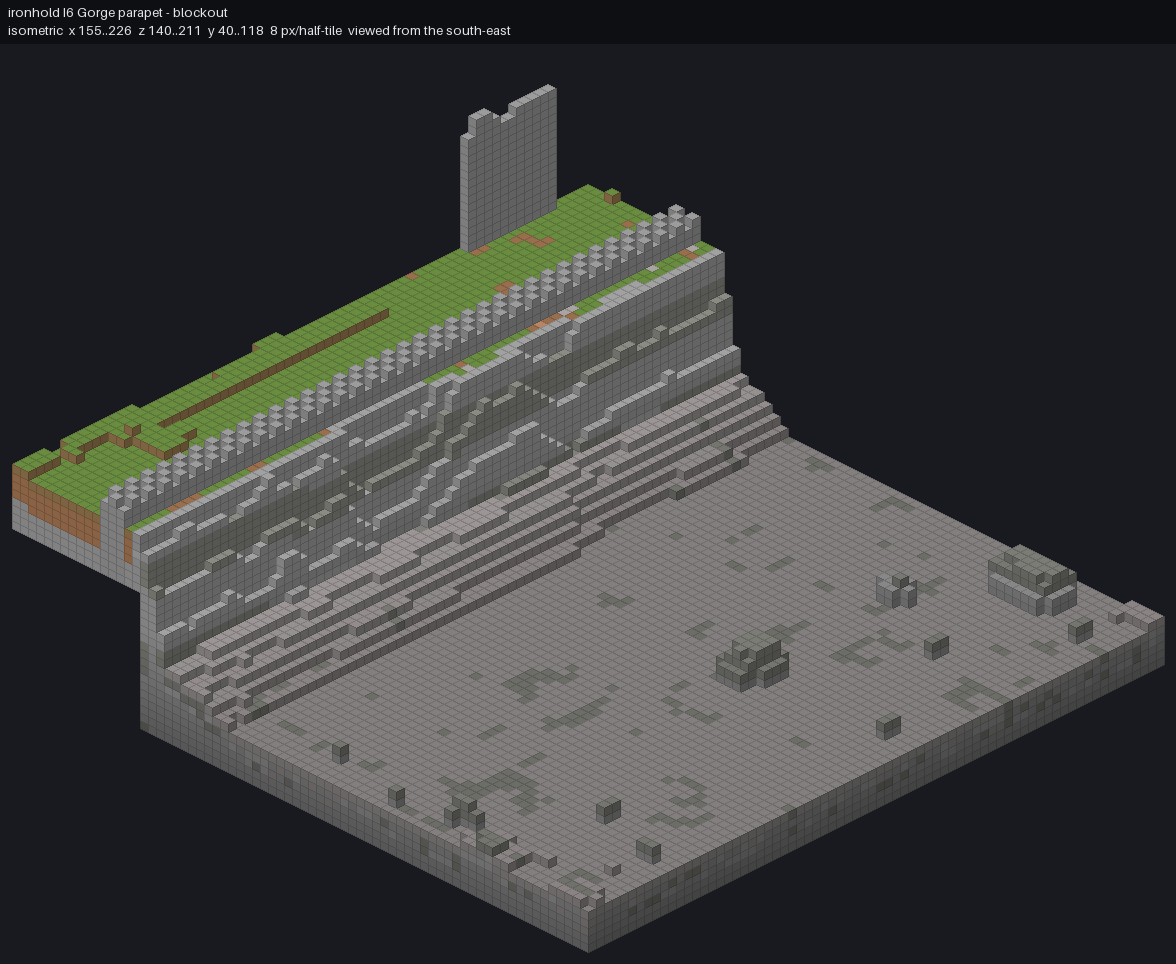 ironhold I6 Gorge parapet - blockout
isometric  x 155..226  z 140..211  y 40..118  8 px/half-tile  viewed from the south-east